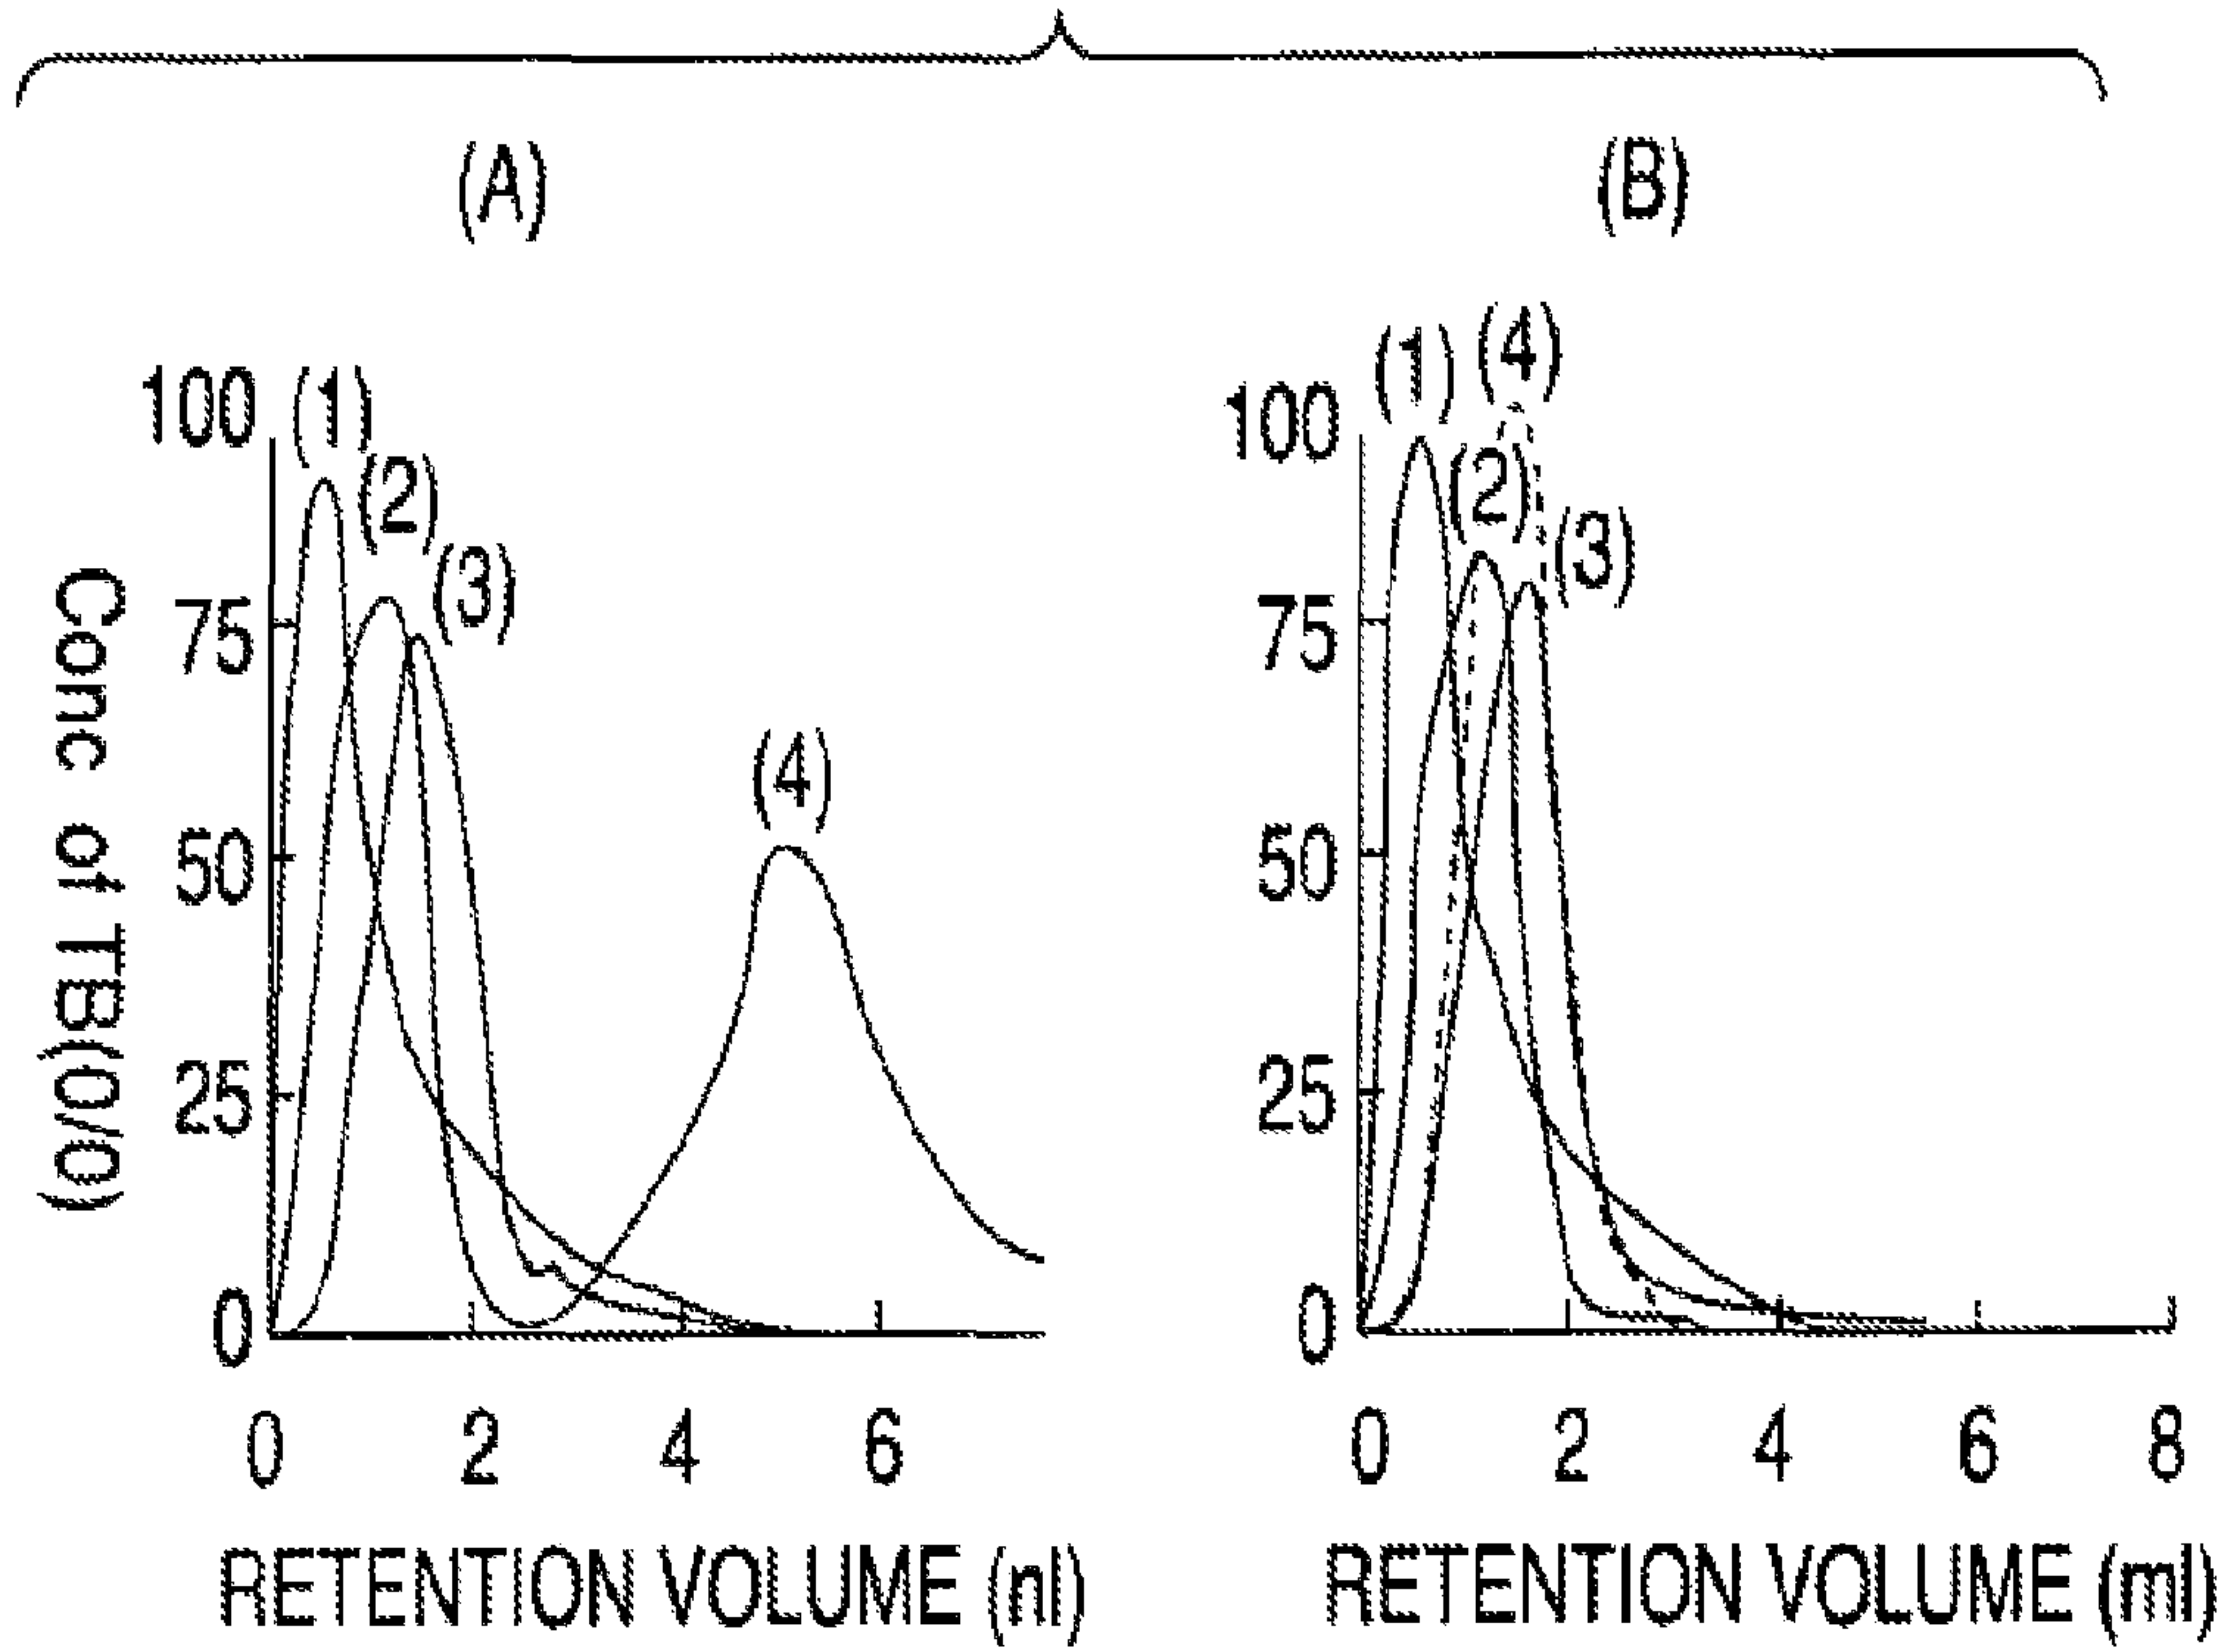 (A)
100
(1)
(2)
(3)
(4)
75
50
25
0
Conc of TB(0/0)
0 2 4 6
RETENTION VOLUME (nl)
(B)
100
(1)
(4)
(2)
(3)
75
50
25
0
0 2 4 6 8
RETENTION VOLUME (ml)